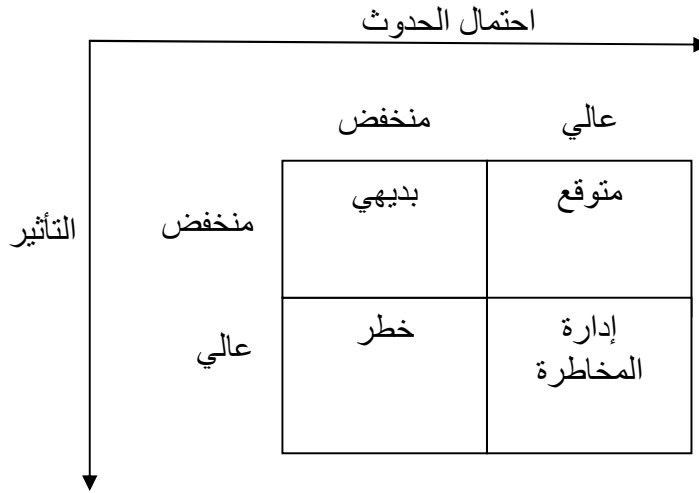 احتمال الحدوث
عالي
منخفض
متوقع
بديهي
منخفض
التأثير
إدارة
المخاطرة
خطر
عالي